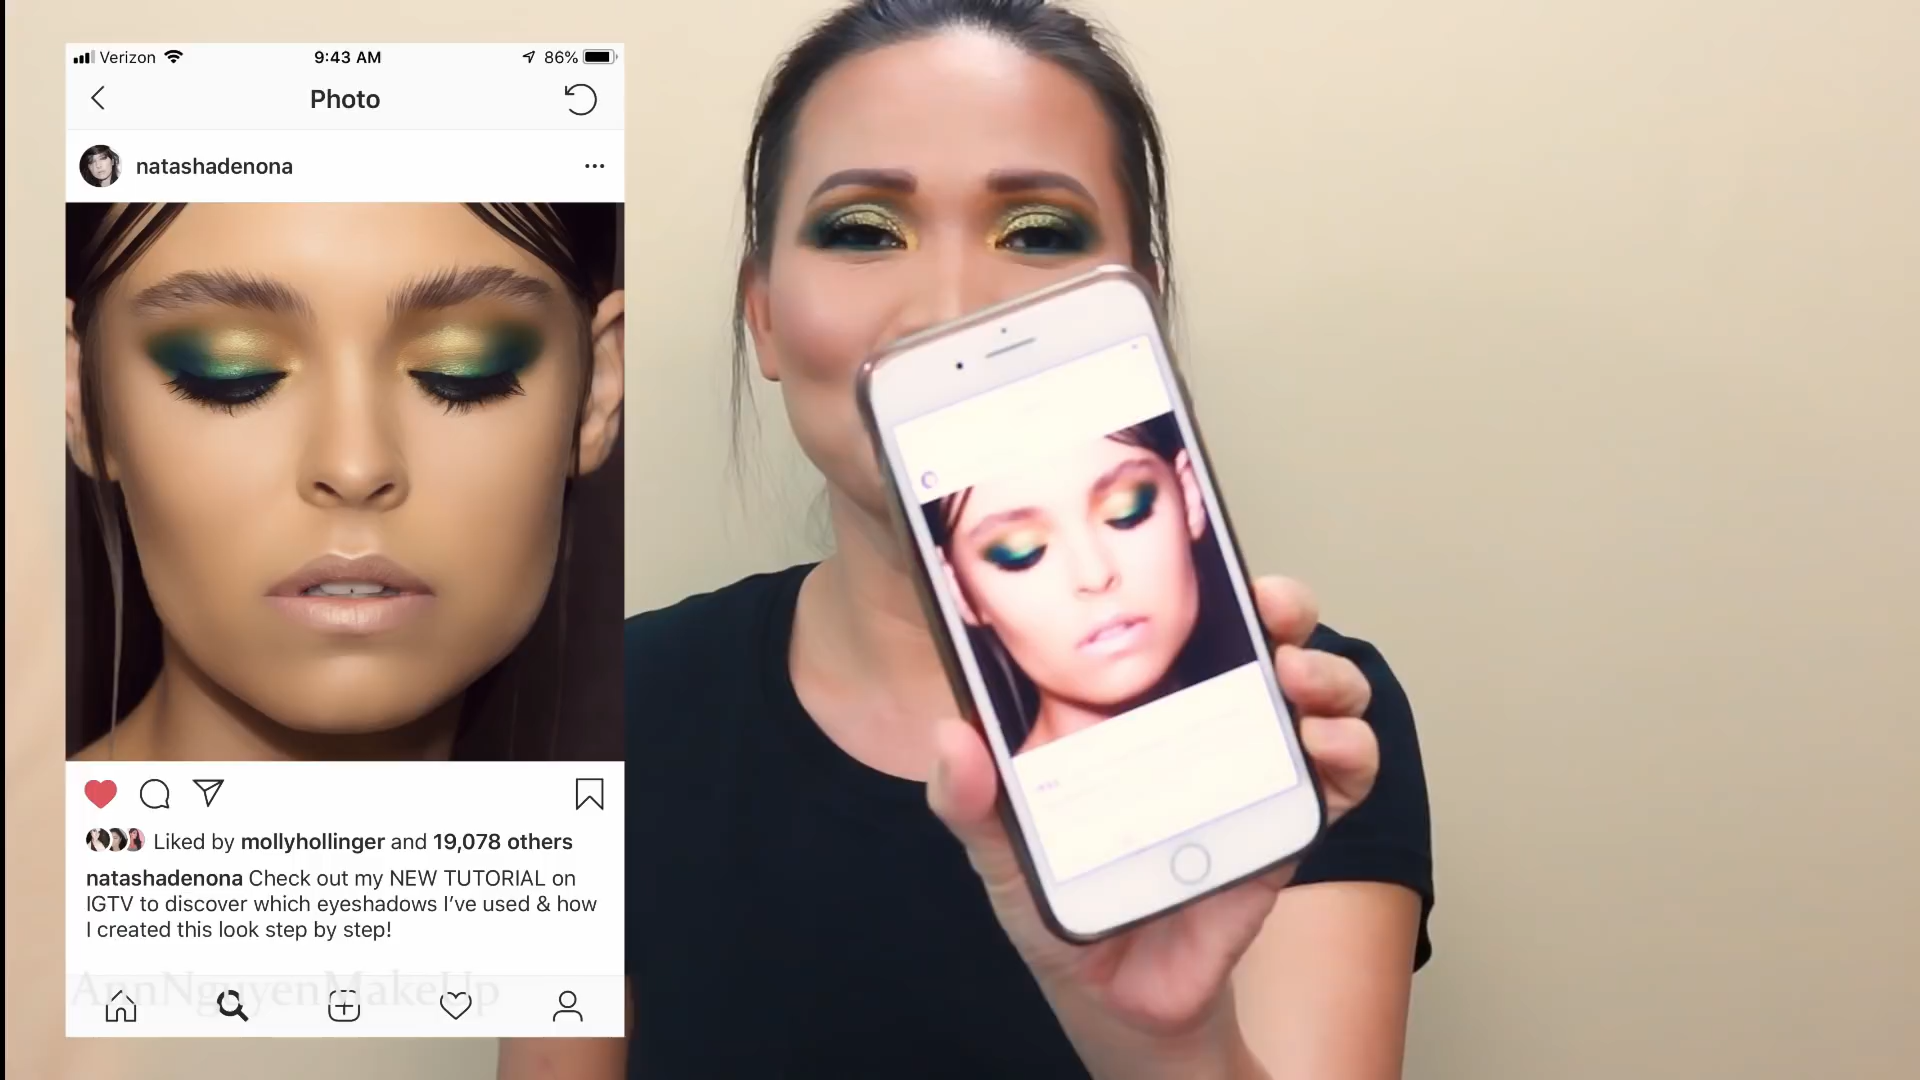 Verizon 9:43 AM 86%
Photo
natashadenona
Liked by mollyhollinger and 19,078 others
natashadenona Check out my NEW TUTORIAL on
IGTV to discover which eyeshadows I’ve used & how
I created this look step by step!
AnnNguyenMakeUp